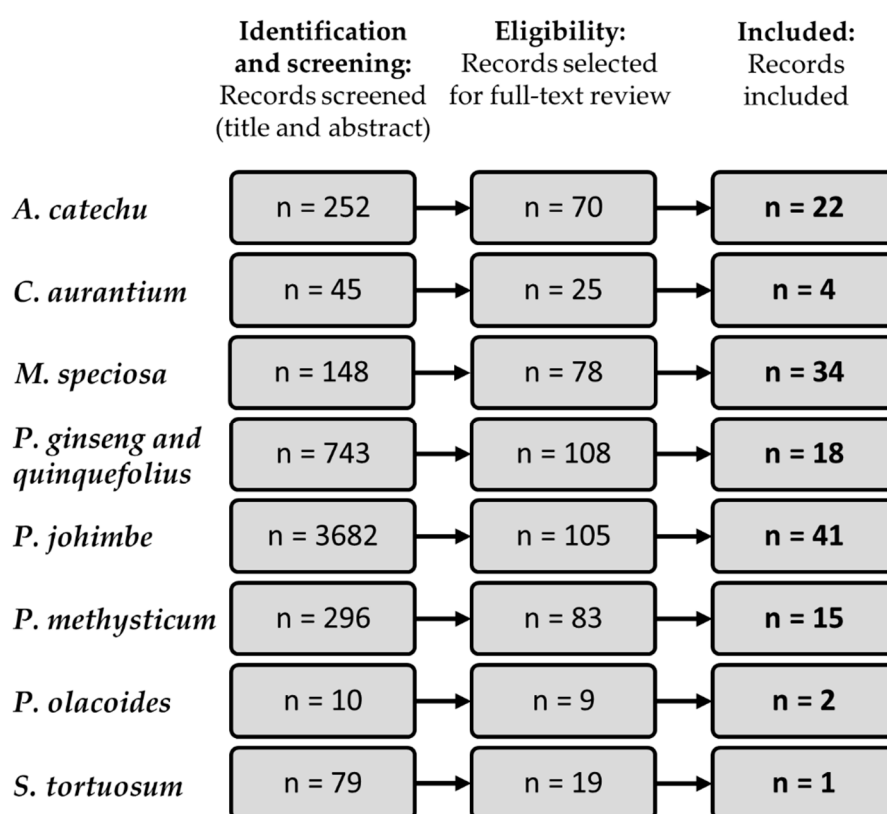 Identification
and screening:
Records screened
(title and abstract)
Eligibility:
Records selected
for full-text review
Included:
Records
included
A. catechu n = 252 n = 70 n = 22
C. aurantium n = 45 n = 25 n = 4
M. speciosa n = 148 n = 78 n = 34
P. ginseng and
quinquefolius n = 743 n = 108 n = 18
P. johimbe n = 3682 n = 105 n = 41
P. methysticum n = 296 n = 83 n = 15
P. olacoides n = 10 n = 9 n = 2
S. tortuosum n = 79 n = 19 n = 1